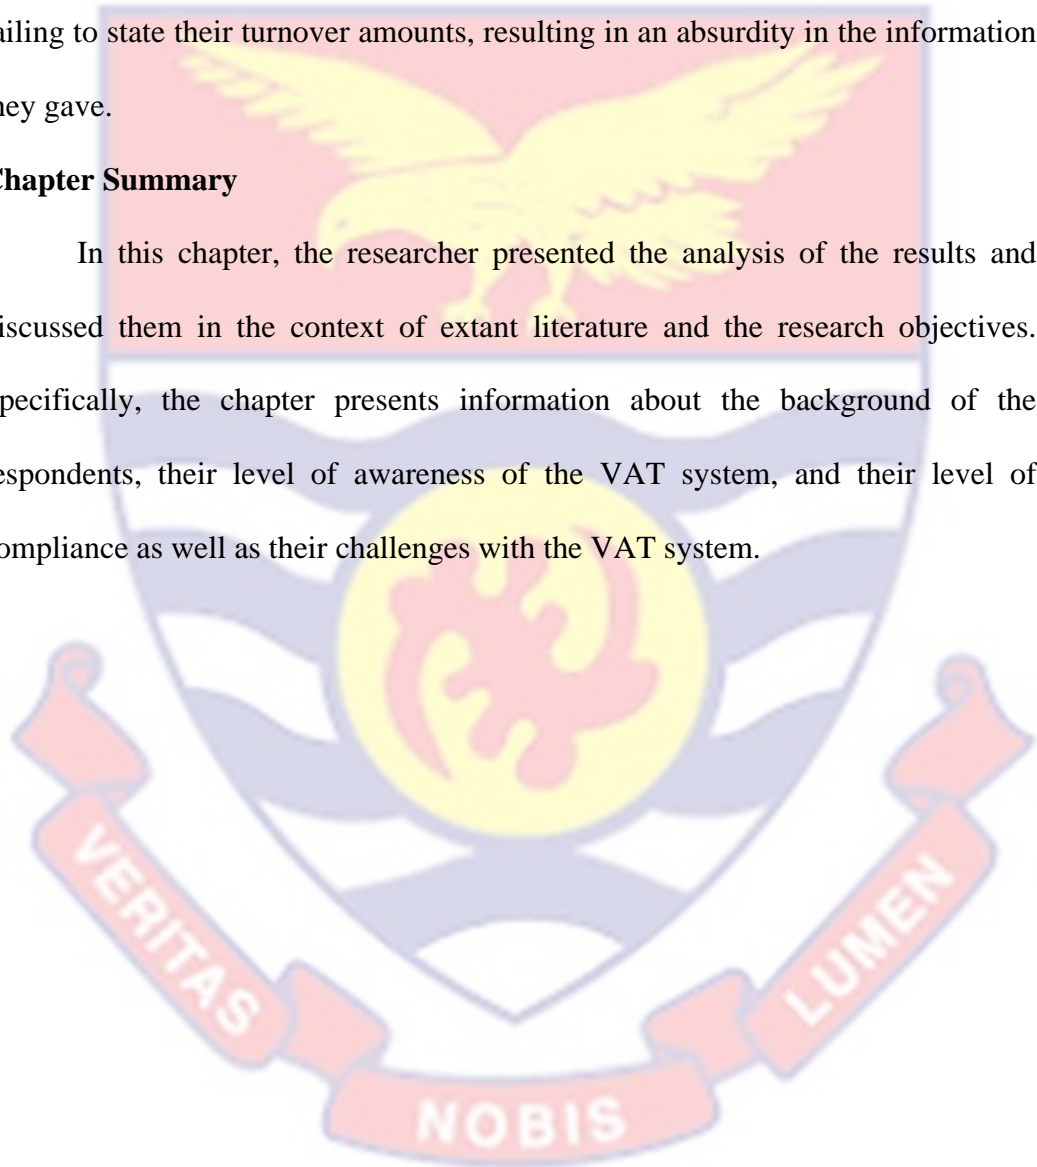 ailing to state their turnover amounts, resulting in an absurdity in the information
hey gave.
Chapter Summary
In this chapter, the researcher presented the analysis of the results and
iscussed them in the context of extant literature and the research objectives.
pecifically, the chapter presents information about the background of the
espondents, their level of awareness of the VAT system, and their level of
ompliance as well as their challenges with the VAT system.
VERITAS
NOBIS
LUMEN